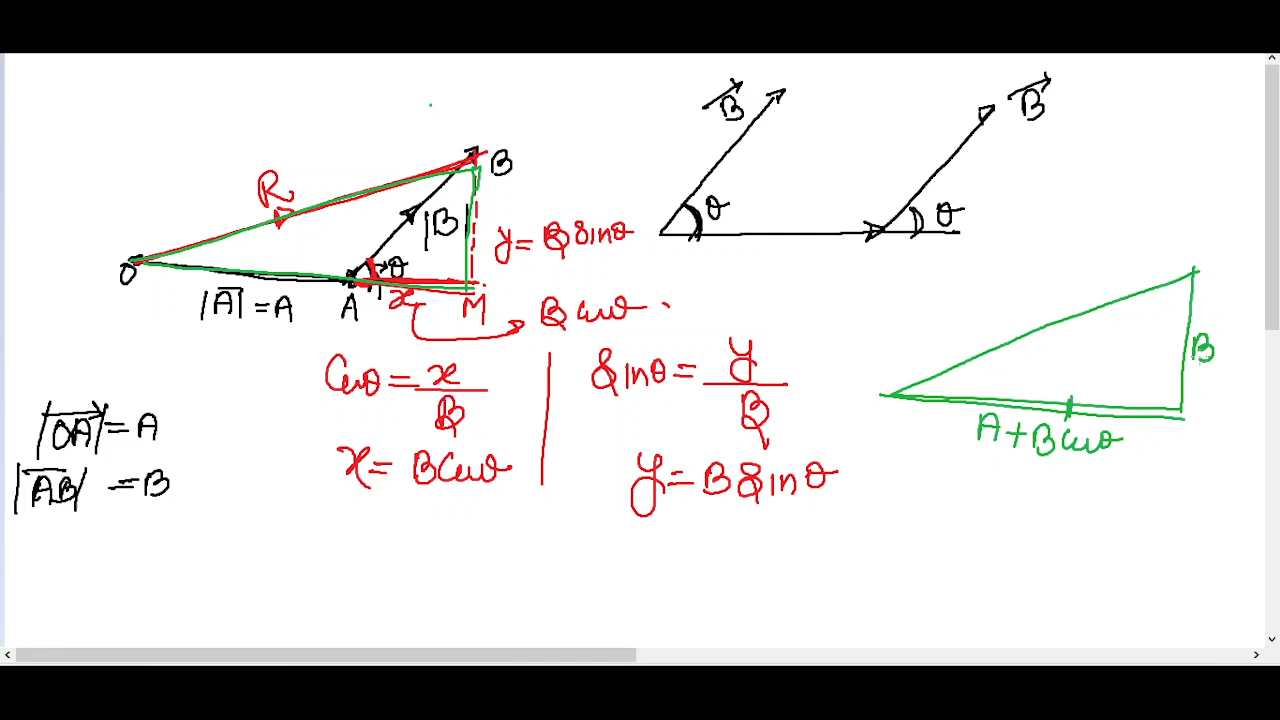 B
θ
B
θ
R
B
|B|
θ
y = B sinθ
O
|A| = A
A
x
M
B cosθ
Cosθ = x/B
x = B cosθ
Sinθ = y/B
y = B Sinθ
|OA| = A
|AB| = B
B
A + B cosθ